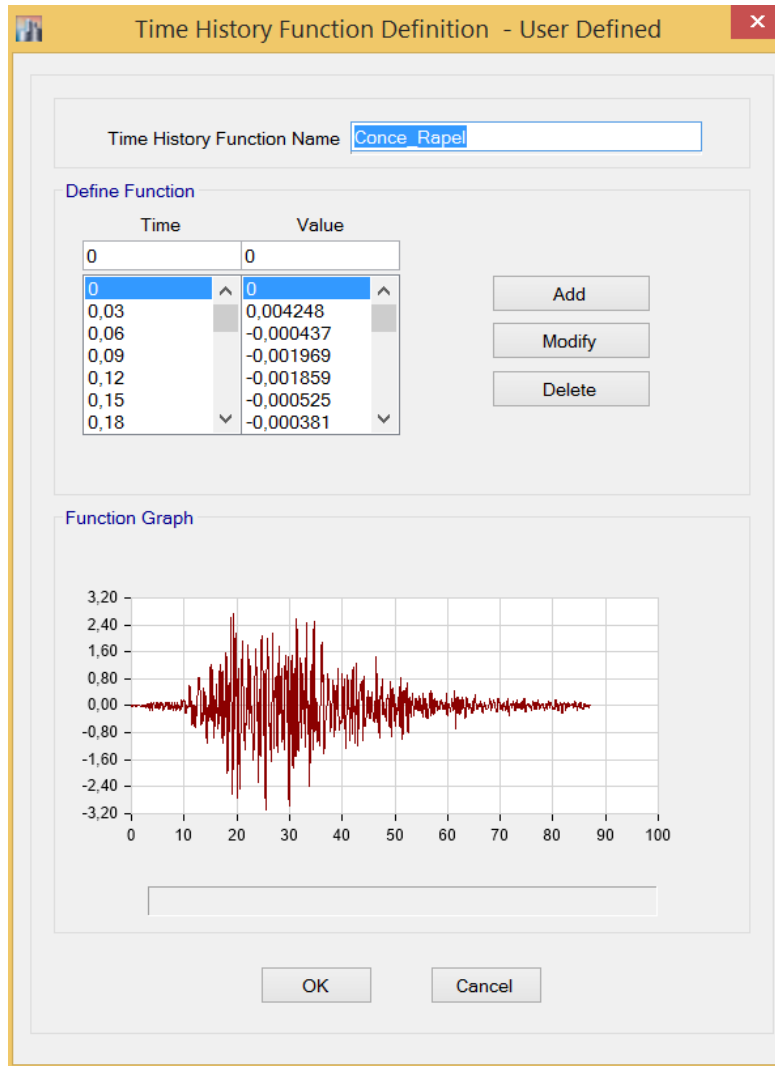 Time History Function Definition - User Defined
Time History Function Name Conce_Rapel
Define Function
Time Value
0 0
0 0
0,03 0,004248
0,06 -0,000437
0,09 -0,001969
0,12 -0,001859
0,15 -0,000525
0,18 -0,000381
Add
Modify
Delete
Function Graph
3,20
2,40
1,60
0,80
0,00
-0,80
-1,60
-2,40
-3,20
0 10 20 30 40 50 60 70 80 90 100
OK Cancel